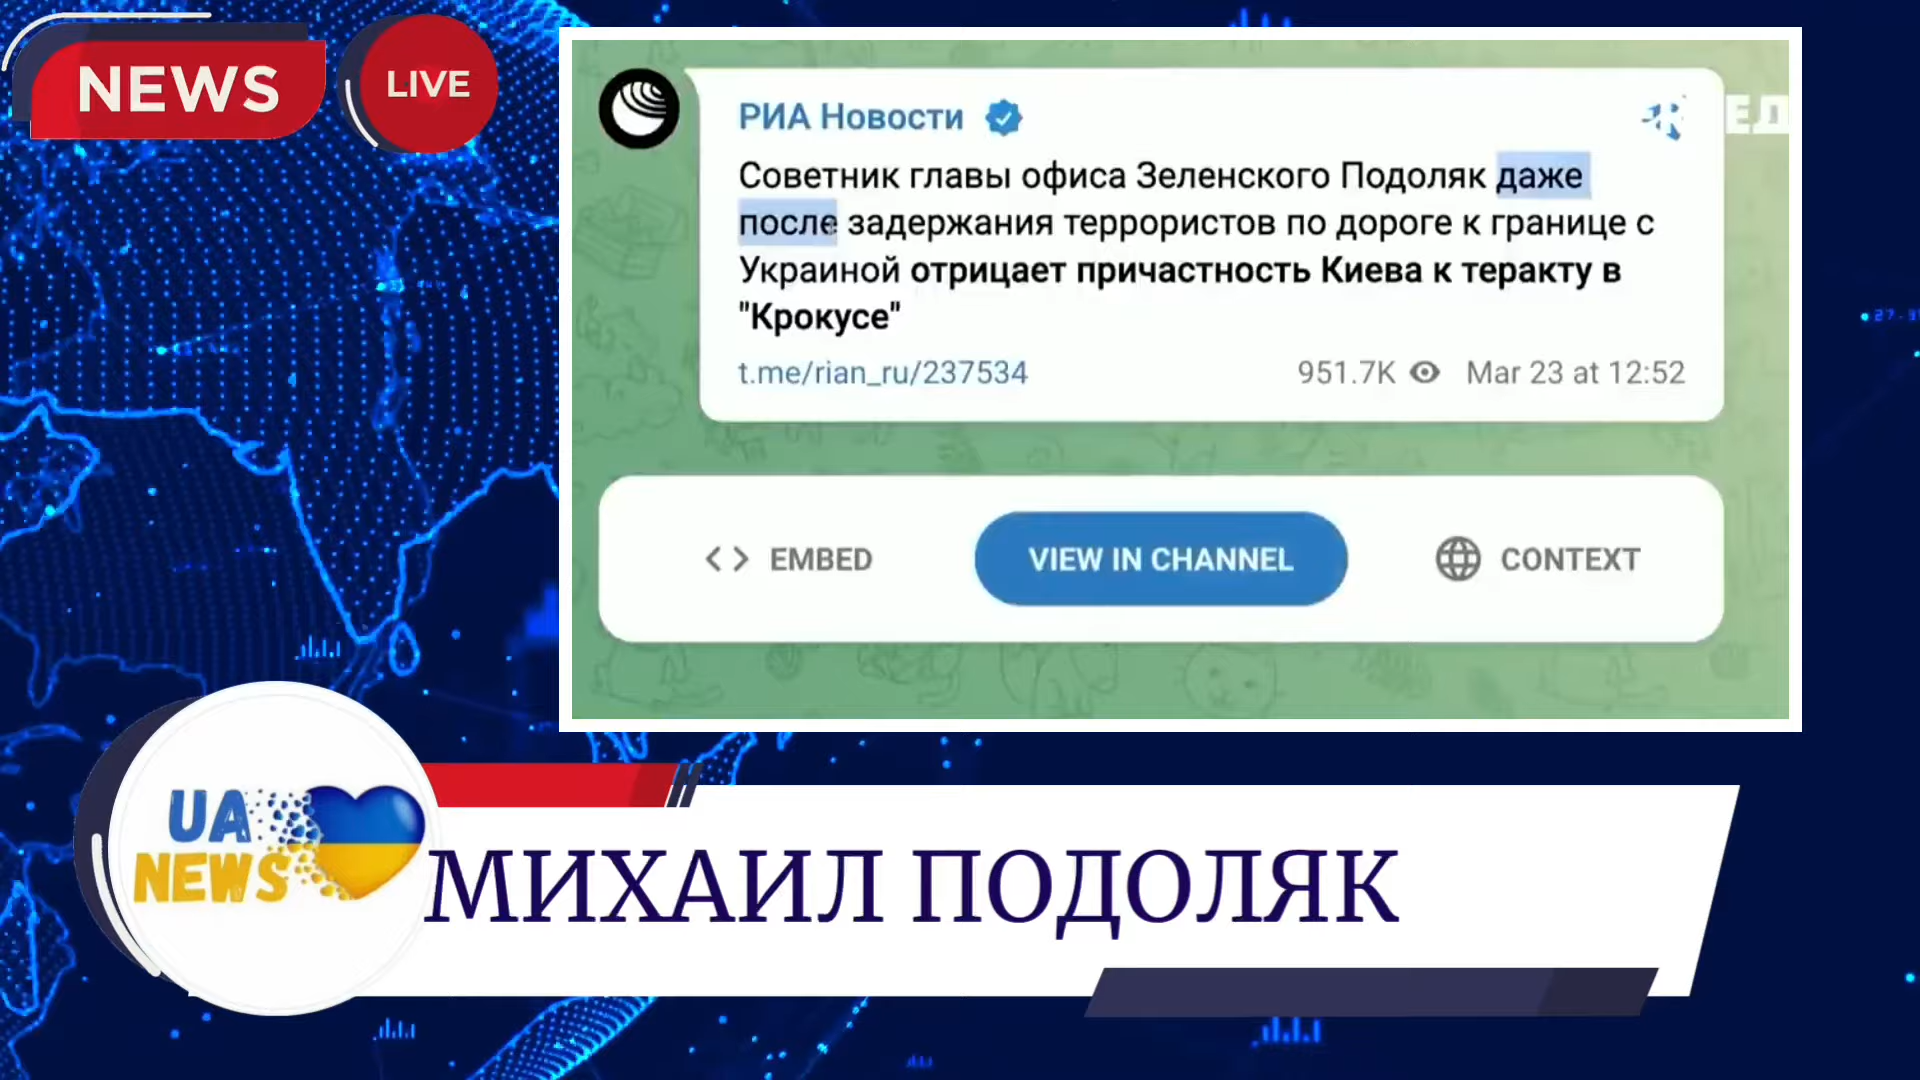 NEWS
LIVE
РИА Новости
Советник главы офиса Зеленского Подоляк даже
после задержания террористов по дороге к границе с
Украиной отрицает причастность Киева к теракту в
"Крокусе"
t.me/rian_ru/237534
951.7K
Mar 23 at 12:52
EMBED
VIEW IN CHANNEL
CONTEXT
UA
NEWS
МИХАИЛ ПОДОЛЯК